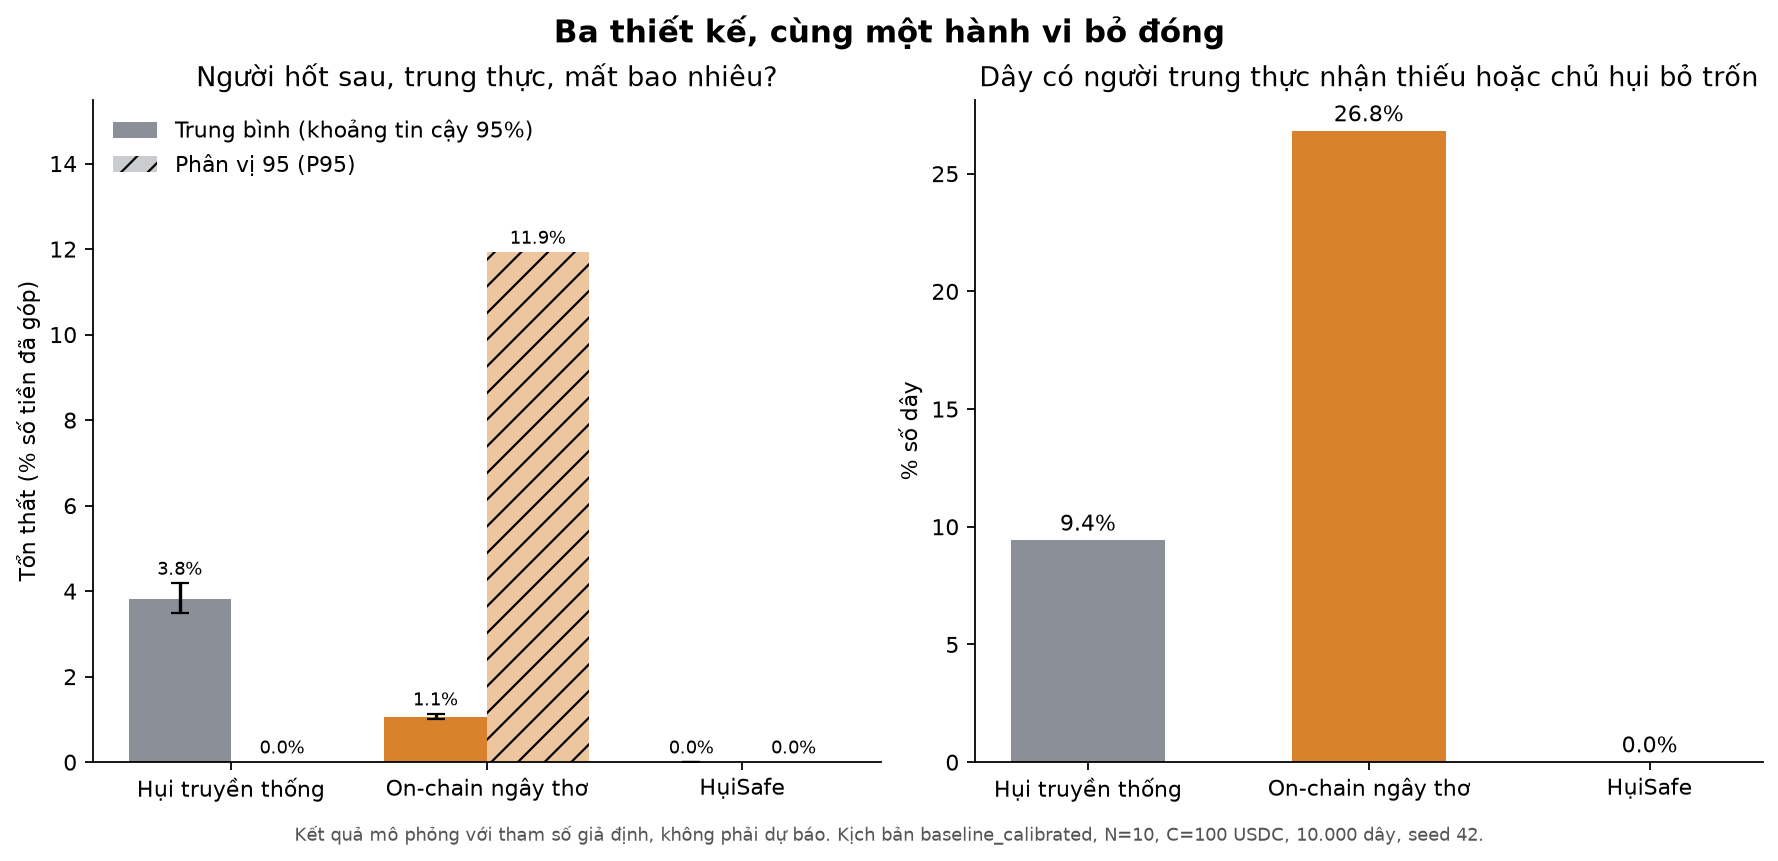 Ba thiết kế, cùng một hành vi bỏ đóng
Người hốt sau, trung thực, mất bao nhiêu?
Trung bình (khoảng tin cậy 95%)
Phân vị 95 (P95)
Tổn thất (% số tiền đã góp)
14
12
10
8
6
4
2
0
3.8%
0.0%
1.1%
11.9%
0.0%
0.0%
Hụi truyền thống
On-chain ngây thơ
HụiSafe
Dây có người trung thực nhận thiếu hoặc chủ hụi bỏ trốn
% số dây
25
20
15
10
5
0
9.4%
26.8%
0.0%
Hụi truyền thống
On-chain ngây thơ
HụiSafe
Kết quả mô phỏng với tham số giả định, không phải dự báo. Kịch bản baseline_calibrated, N=10, C=100 USDC, 10.000 dây, seed 42.